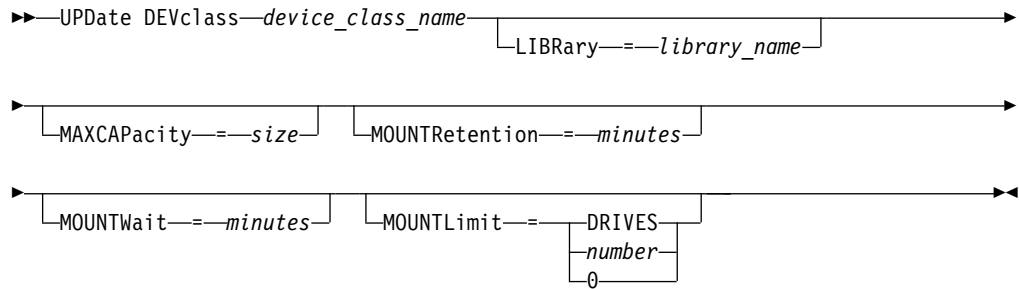 UPDate DEVclass device_class_name
LIBRary = library_name
MAXCAPacity = size MOUNTRetention = minutes
MOUNTWait = minutes MOUNTLimit = DRIVES
number
0